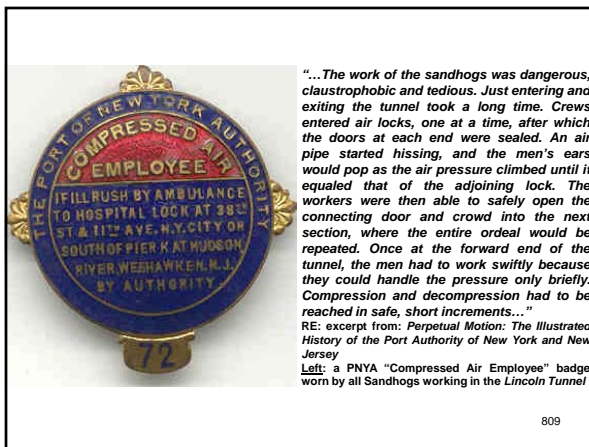 THE PORT OF NEW YORK AUTHORITY
COMPRESSED AIR
EMPLOYEE
IF ILL RUSH BY AMBULANCE
TO HOSPITAL LOCK AT 38TH
ST & 11TH AVE. N.Y. CITY OR
SOUTH OF PIER K AT HUDSON
RIVER, WEEHAWKEN, N.J.
BY AUTHORITY
72
“…The work of the sandhogs was dangerous,
claustrophobic and tedious. Just entering and
exiting the tunnel took a long time. Crews
entered air locks, one at a time, after which
the doors at each end were sealed. An air
pipe started hissing, and the men’s ears
would pop as the air pressure climbed until it
equaled that of the adjoining lock. The
workers were then able to safely open the
connecting door and crowd into the next
section, where the entire ordeal would be
repeated. Once at the forward end of the
tunnel, the men had to work swiftly because
they could handle the pressure only briefly.
Compression and decompression had to be
reached in safe, short increments…”
RE: excerpt from: Perpetual Motion: The Illustrated
History of the Port Authority of New York and New
Jersey
Left: a PNYA “Compressed Air Employee” badge
worn by all Sandhogs working in the Lincoln Tunnel
809